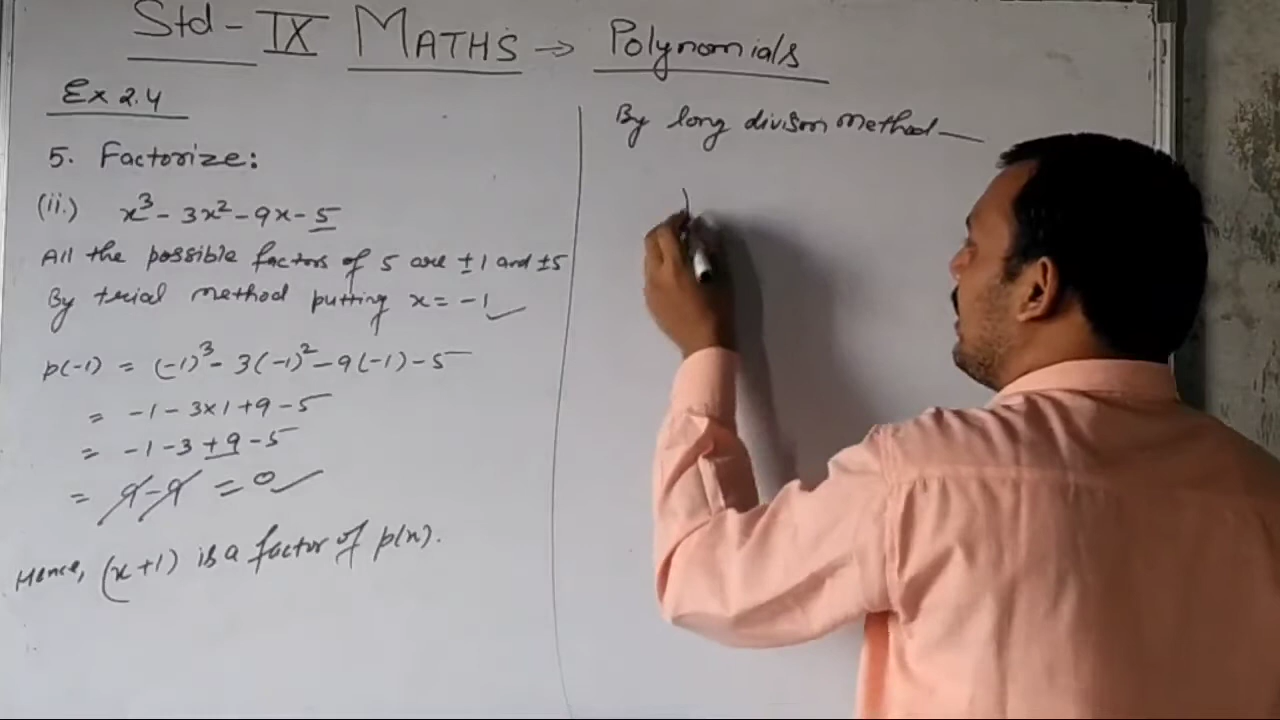 Std - IX MATHS → Polynomials
Ex 2.4
5. Factorize:
(ii.) x³ - 3x² - 9x - 5
All the possible factors of 5 are ±1 and ±5
By trial method putting x = -1 ✓
p(-1) = (-1)³ - 3(-1)² - 9(-1) - 5
= -1 - 3×1 + 9 - 5
= -1 - 3 + 9 - 5
= 9 - 9 = 0 ✓
Hence, (x+1) is a factor of p(x).
By long divison method —